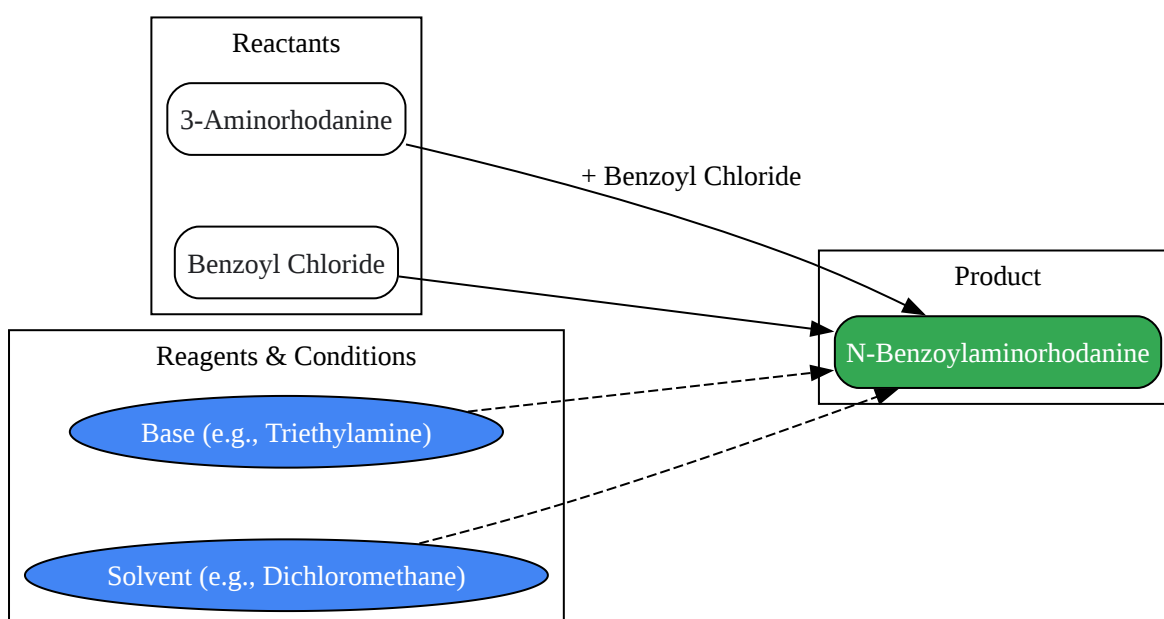 Reactants
3-Aminorhodanine
+ Benzoyl Chloride
Benzoyl Chloride
Product
N-Benzoylaminorhodanine
Reagents & Conditions
Base (e.g., Triethylamine)
Solvent (e.g., Dichloromethane)